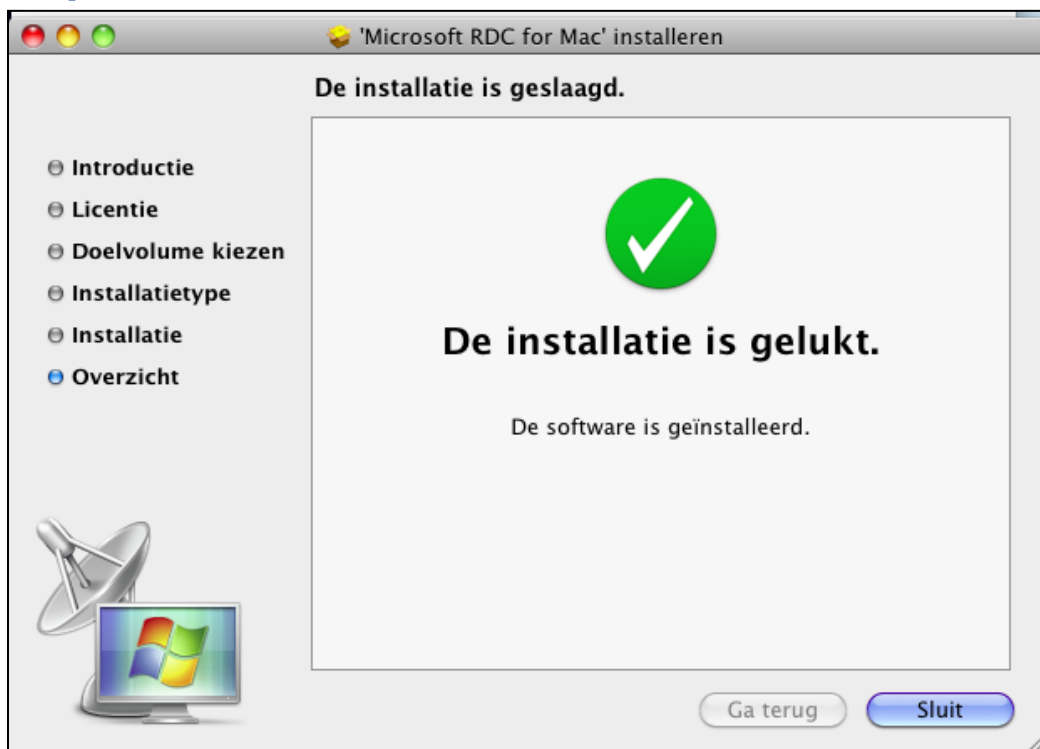 'Microsoft RDC for Mac' installeren
De installatie is geslaagd.
Introductie
Licentie
Doelvolume kiezen
Installatietype
Installatie
Overzicht
De installatie is gelukt.
De software is geïnstalleerd.
Ga terug
Sluit